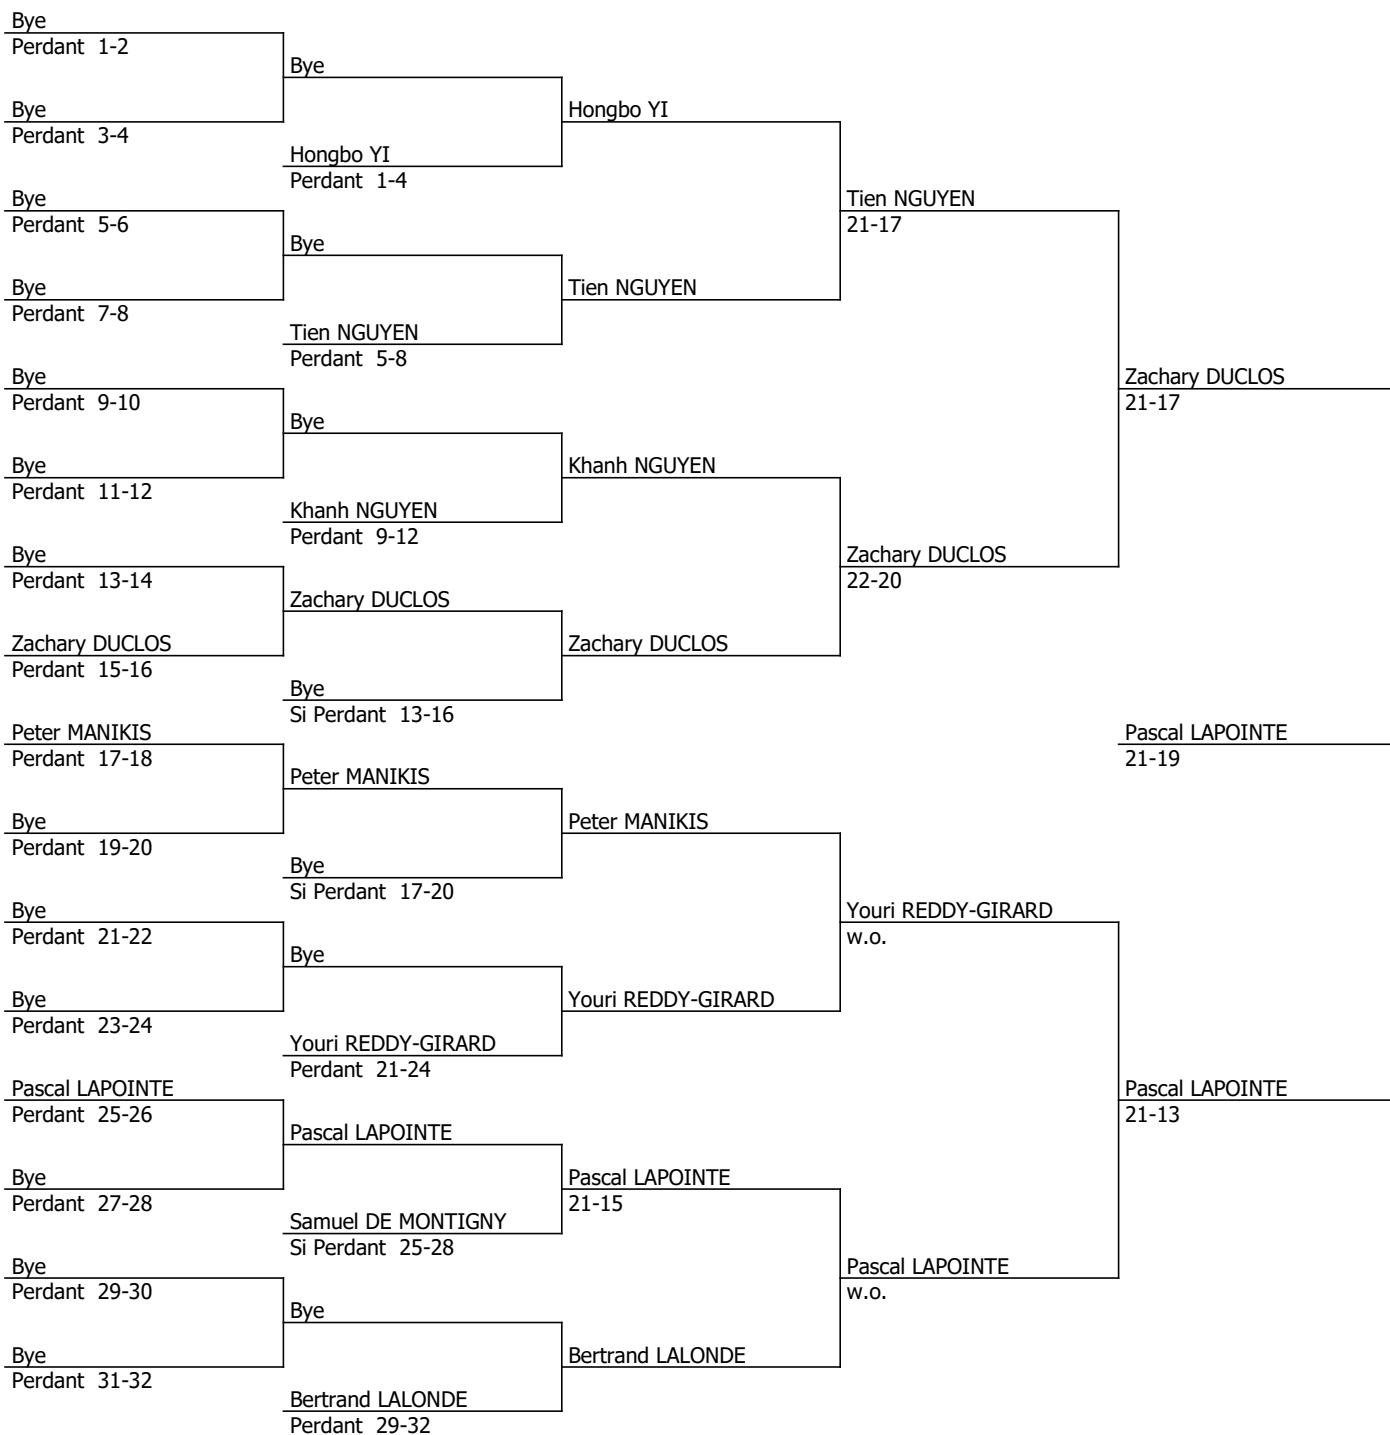 Bye
Perdant 1-2
Bye
Perdant 3-4
Bye
Perdant 5-6
Bye
Perdant 7-8
Bye
Perdant 9-10
Bye
Perdant 11-12
Bye
Perdant 13-14
Zachary DUCLOS
Perdant 15-16
Peter MANIKIS
Perdant 17-18
Bye
Perdant 19-20
Bye
Perdant 21-22
Bye
Perdant 23-24
Pascal LAPOINTE
Perdant 25-26
Bye
Perdant 27-28
Bye
Perdant 29-30
Bye
Perdant 31-32
Bye
Hongbo YI
Perdant 1-4
Bye
Tien NGUYEN
Perdant 5-8
Bye
Khanh NGUYEN
Perdant 9-12
Zachary DUCLOS
Bye
Si Perdant 13-16
Peter MANIKIS
Bye
Si Perdant 17-20
Bye
Youri REDDY-GIRARD
Perdant 21-24
Pascal LAPOINTE
Samuel DE MONTIGNY
Si Perdant 25-28
Bye
Bertrand LALONDE
Perdant 29-32
Hongbo YI
Tien NGUYEN
Khanh NGUYEN
Zachary DUCLOS
Peter MANIKIS
Youri REDDY-GIRARD
Pascal LAPOINTE
21-15
Bertrand LALONDE
Tien NGUYEN
21-17
Zachary DUCLOS
22-20
Youri REDDY-GIRARD
w.o.
Pascal LAPOINTE
w.o.
Zachary DUCLOS
21-17
Pascal LAPOINTE
21-19
Pascal LAPOINTE
21-13